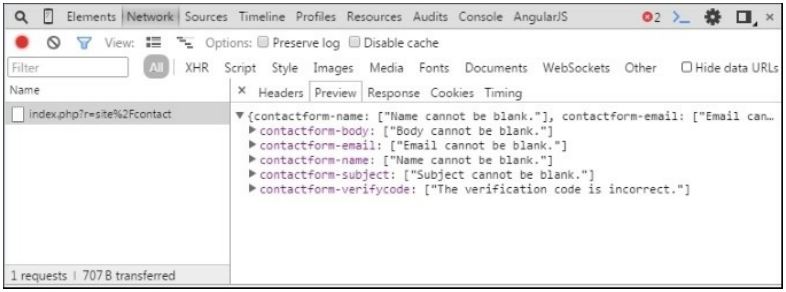 Elements Network Sources Timeline Profiles Resources Audits Console AngularJS 2
View: Options: Preserve log Disable cache
Filter All XHR Script Style Images Media Fonts Documents WebSockets Other Hide data URLs
Name × Headers Preview Response Cookies Timing
index.php?r=site%2Fcontact
{contactform-name: ["Name cannot be blank."], contactform-email: ["Email can…
contactform-body: ["Body cannot be blank."]
contactform-email: ["Email cannot be blank."]
contactform-name: ["Name cannot be blank."]
contactform-subject: ["Subject cannot be blank."]
contactform-verifycode: ["The verification code is incorrect."]
1 requests | 707 B transferred